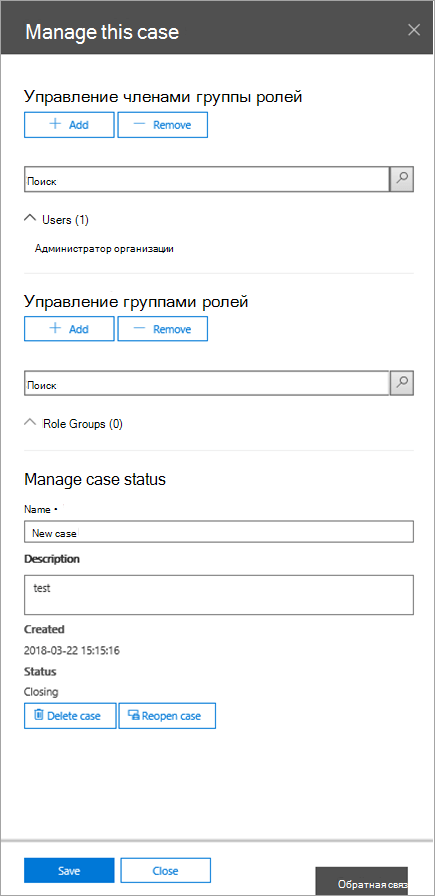 Manage this case
Управление членами группы ролей
Add Remove
Поиск
Users (1)
Администратор организации
Управление группами ролей
Add Remove
Поиск
Role Groups (0)
Manage case status
Name •
New case
Description
test
Created
2018-03-22 15:15:16
Status
Closing
Delete case Reopen case
Save Close
Обратная связ